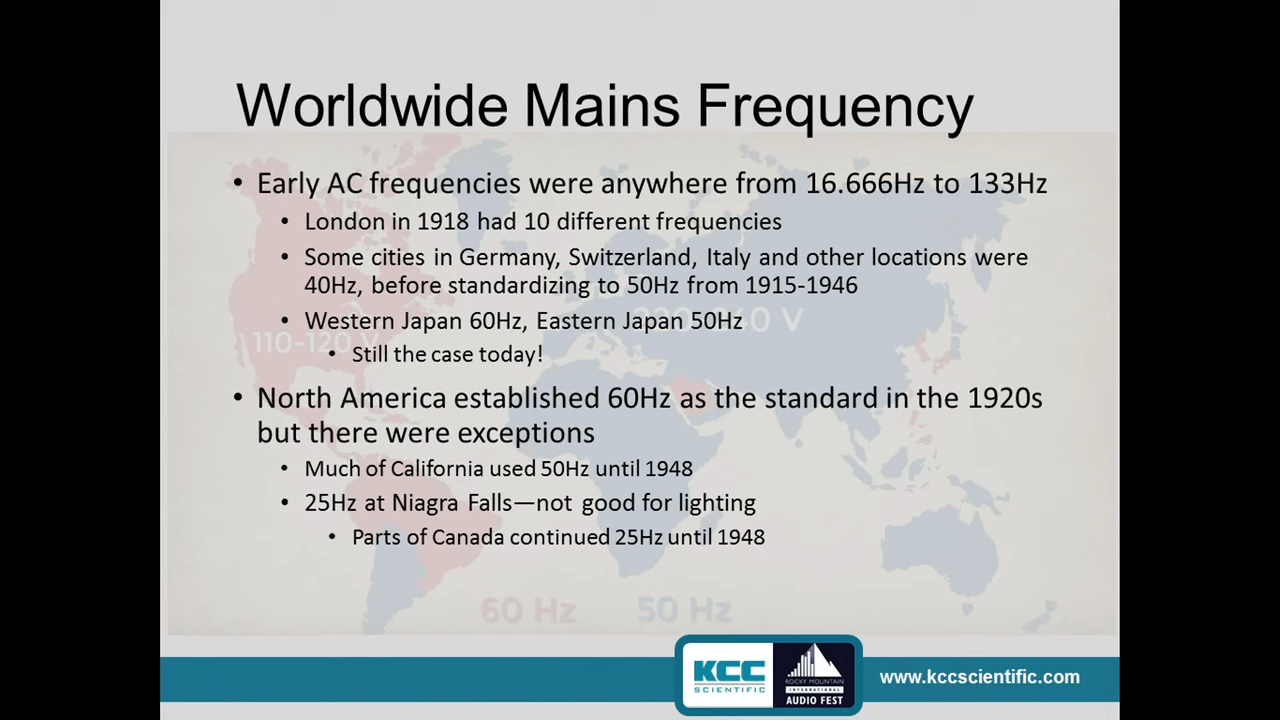 Worldwide Mains Frequency
• Early AC frequencies were anywhere from 16.666Hz to 133Hz
• London in 1918 had 10 different frequencies
• Some cities in Germany, Switzerland, Italy and other locations were
40Hz, before standardizing to 50Hz from 1915-1946
• Western Japan 60Hz, Eastern Japan 50Hz
220-240 V
110-120 V
• Still the case today!
• North America established 60Hz as the standard in the 1920s
but there were exceptions
• Much of California used 50Hz until 1948
• 25Hz at Niagra Falls—not good for lighting
• Parts of Canada continued 25Hz until 1948
60 Hz 50 Hz
KCC
SCIENTIFIC
ROCKY MOUNTAIN
INTERNATIONAL
AUDIO FEST
www.kccscientific.com